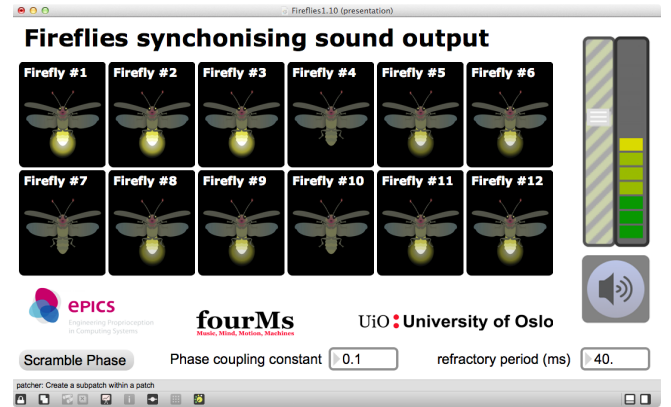 Fireflies1.10 (presentation)
Fireflies synchonising sound output
Firefly #1 Firefly #2 Firefly #3 Firefly #4 Firefly #5 Firefly #6
Firefly #7 Firefly #8 Firefly #9 Firefly #10 Firefly #11 Firefly #12
ePICS
Engineering Proprioception
in Computing Systems
fourMs
Music, Mind, Motion, Machines
UiO : University of Oslo
Scramble Phase Phase coupling constant 0.1 refractory period (ms) 40.
patcher: Create a subpatch within a patch